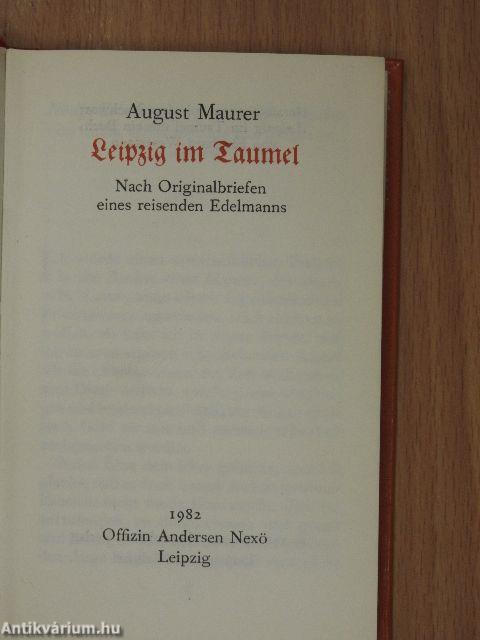 August Maurer
Leipzig im Taumel
Nach Originalbriefen
eines reisenden Edelmanns
1982
Offizin Andersen Nexö
Leipzig
Antikvárium.hu